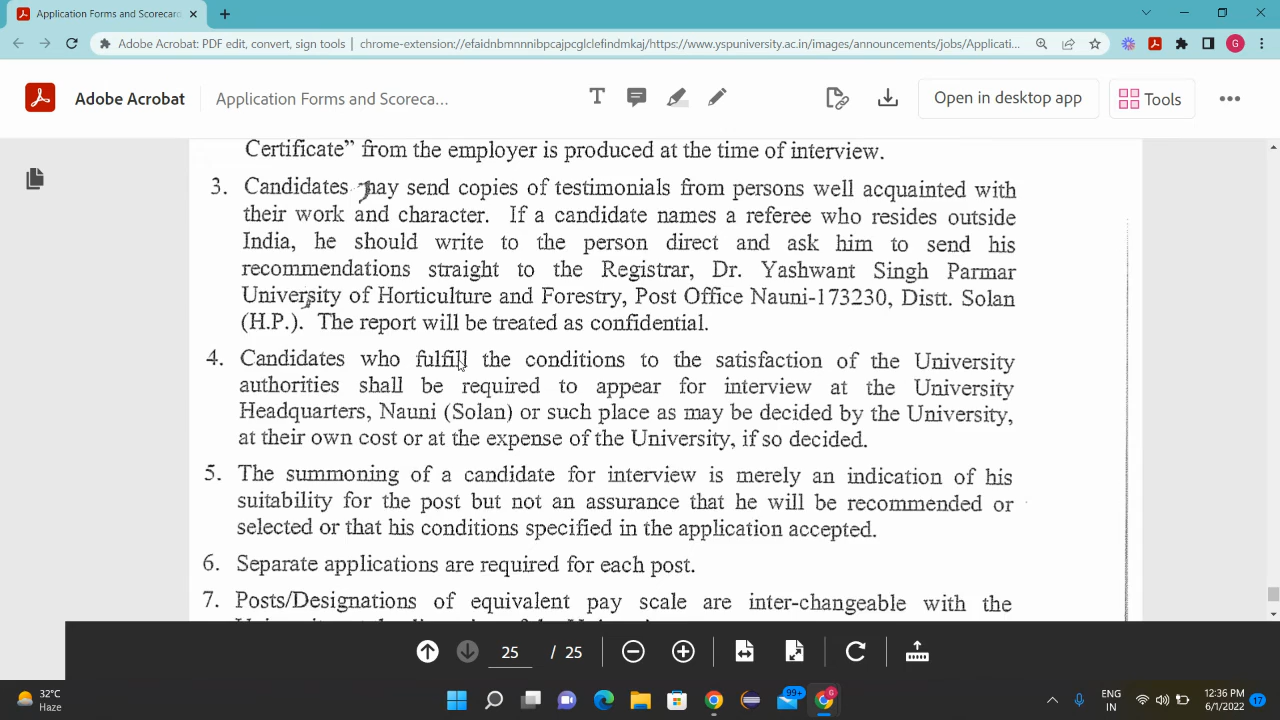 Application Forms and Scorecard
Adobe Acrobat: PDF edit, convert, sign tools | chrome-extension://efaidnbmnnnibpcajpcglclefindmkaj/https://www.yspuniversity.ac.in/images/announcements/jobs/Applicati...
G
Adobe Acrobat
Application Forms and Scoreca...
Open in desktop app
Tools
Certificate” from the employer is produced at the time of interview.
3. Candidates may send copies of testimonials from persons well acquainted with
their work and character. If a candidate names a referee who resides outside
India, he should write to the person direct and ask him to send his
recommendations straight to the Registrar, Dr. Yashwant Singh Parmar
University of Horticulture and Forestry, Post Office Nauni-173230, Distt. Solan
(H.P.). The report will be treated as confidential.
4. Candidates who fulfill the conditions to the satisfaction of the University
authorities shall be required to appear for interview at the University
Headquarters, Nauni (Solan) or such place as may be decided by the University,
at their own cost or at the expense of the University, if so decided.
5. The summoning of a candidate for interview is merely an indication of his
suitability for the post but not an assurance that he will be recommended or
selected or that his conditions specified in the application accepted.
6. Separate applications are required for each post.
7. Posts/Designations of equivalent pay scale are inter-changeable with the
25 / 25
32°C
Haze
99+
G
ENG
IN
12:36 PM
6/1/2022
17